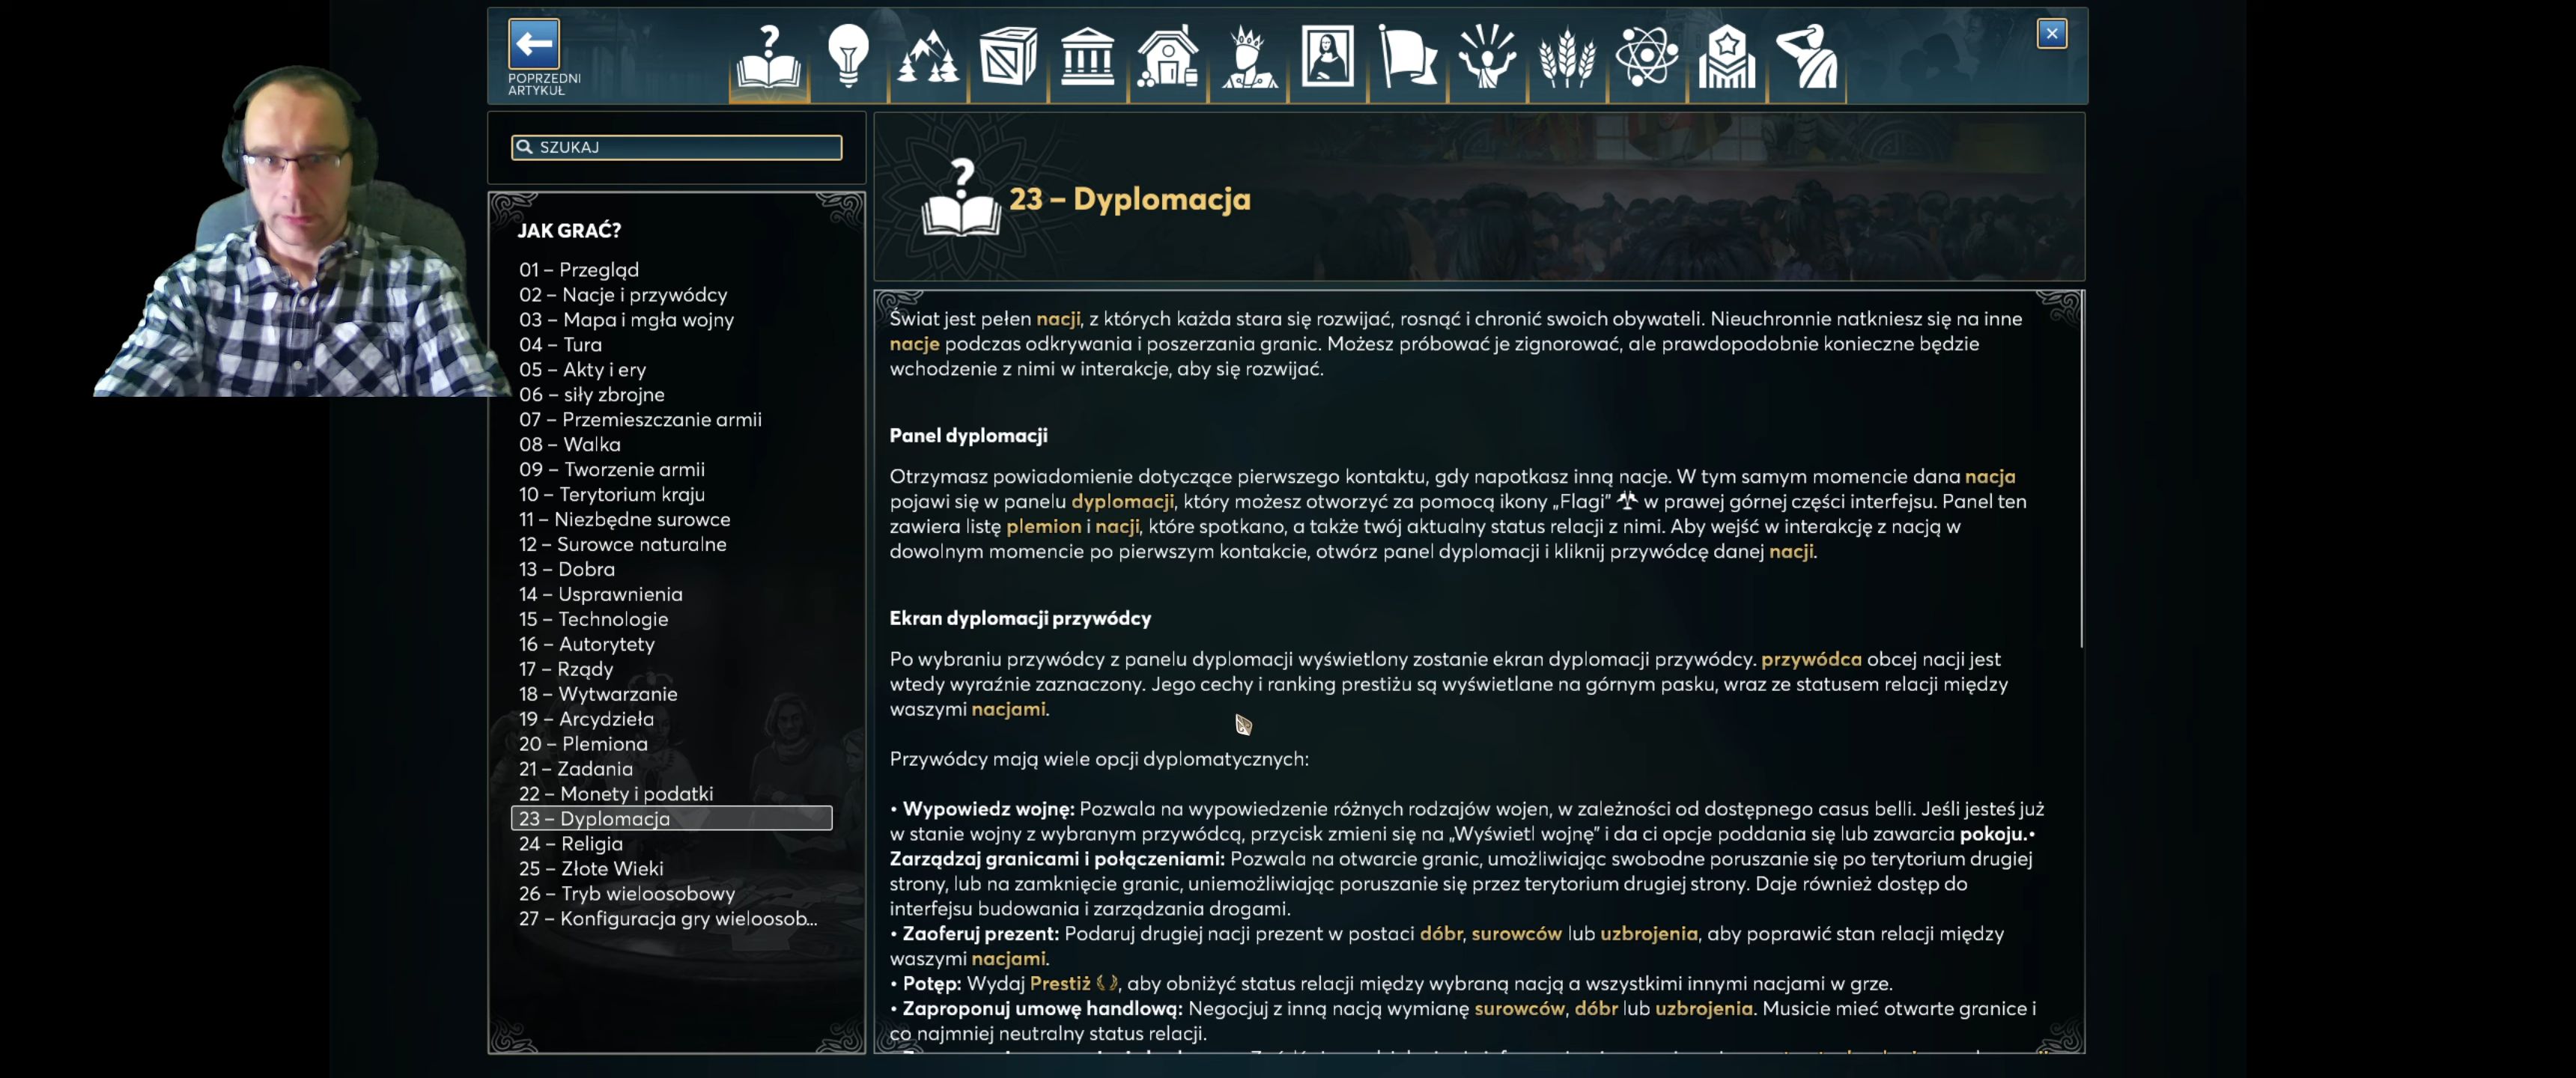 POPRZEDNI
ARTYKUŁ
SZUKAJ
JAK GRAĆ?
01 – Przegląd
02 – Nacje i przywódcy
03 – Mapa i mgła wojny
04 – Tura
05 – Akty i ery
06 – siły zbrojne
07 – Przemieszczanie armii
08 – Walka
09 – Tworzenie armii
10 – Terytorium kraju
11 – Niezbędne surowce
12 – Surowce naturalne
13 – Dobra
14 – Usprawnienia
15 – Technologie
16 – Autorytety
17 – Rządy
18 – Wytwarzanie
19 – Arcydzieła
20 – Plemiona
21 – Zadania
22 – Monety i podatki
23 – Dyplomacja
24 – Religia
25 – Złote Wieki
26 – Tryb wieloosobowy
27 – Konfiguracja gry wieloosob...
23 – Dyplomacja
Świat jest pełen nacji, z których każda stara się rozwijać, rosnąć i chronić swoich obywateli. Nieuchronnie natkniesz się na inne
nacje podczas odkrywania i poszerzania granic. Możesz próbować je zignorować, ale prawdopodobnie konieczne będzie
wchodzenie z nimi w interakcje, aby się rozwijać.
Panel dyplomacji
Otrzymasz powiadomienie dotyczące pierwszego kontaktu, gdy napotkasz inną nacje. W tym samym momencie dana nacja
pojawi się w panelu dyplomacji, który możesz otworzyć za pomocą ikony „Flagi” w prawej górnej części interfejsu. Panel ten
zawiera listę plemion i nacji, które spotkano, a także twój aktualny status relacji z nimi. Aby wejść w interakcję z nacją w
dowolnym momencie po pierwszym kontakcie, otwórz panel dyplomacji i kliknij przywódcę danej nacji.
Ekran dyplomacji przywódcy
Po wybraniu przywódcy z panelu dyplomacji wyświetlony zostanie ekran dyplomacji przywódcy. przywódca obcej nacji jest
wtedy wyraźnie zaznaczony. Jego cechy i ranking prestiżu są wyświetlane na górnym pasku, wraz ze statusem relacji między
waszymi nacjami.
Przywódcy mają wiele opcji dyplomatycznych:
• Wypowiedz wojnę: Pozwala na wypowiedzenie różnych rodzajów wojen, w zależności od dostępnego casus belli. Jeśli jesteś już
w stanie wojny z wybranym przywódcą, przycisk zmieni się na „Wyświetl wojnę” i da ci opcje poddania się lub zawarcia pokoju.•
Zarządzaj granicami i połączeniami: Pozwala na otwarcie granic, umożliwiając swobodne poruszanie się po terytorium drugiej
strony, lub na zamknięcie granic, uniemożliwiając poruszanie się przez terytorium drugiej strony. Daje również dostęp do
interfejsu budowania i zarządzania drogami.
• Zaoferuj prezent: Podaruj drugiej nacji prezent w postaci dóbr, surowców lub uzbrojenia, aby poprawić stan relacji między
waszymi nacjami.
• Potęp: Wydaj Prestiż, aby obniżyć status relacji między wybraną nacją a wszystkimi innymi nacjami w grze.
• Zaproponuj umowę handlową: Negocjuj z inną nacją wymianę surowców, dóbr lub uzbrojenia. Musicie mieć otwarte granice i
co najmniej neutralny status relacji.